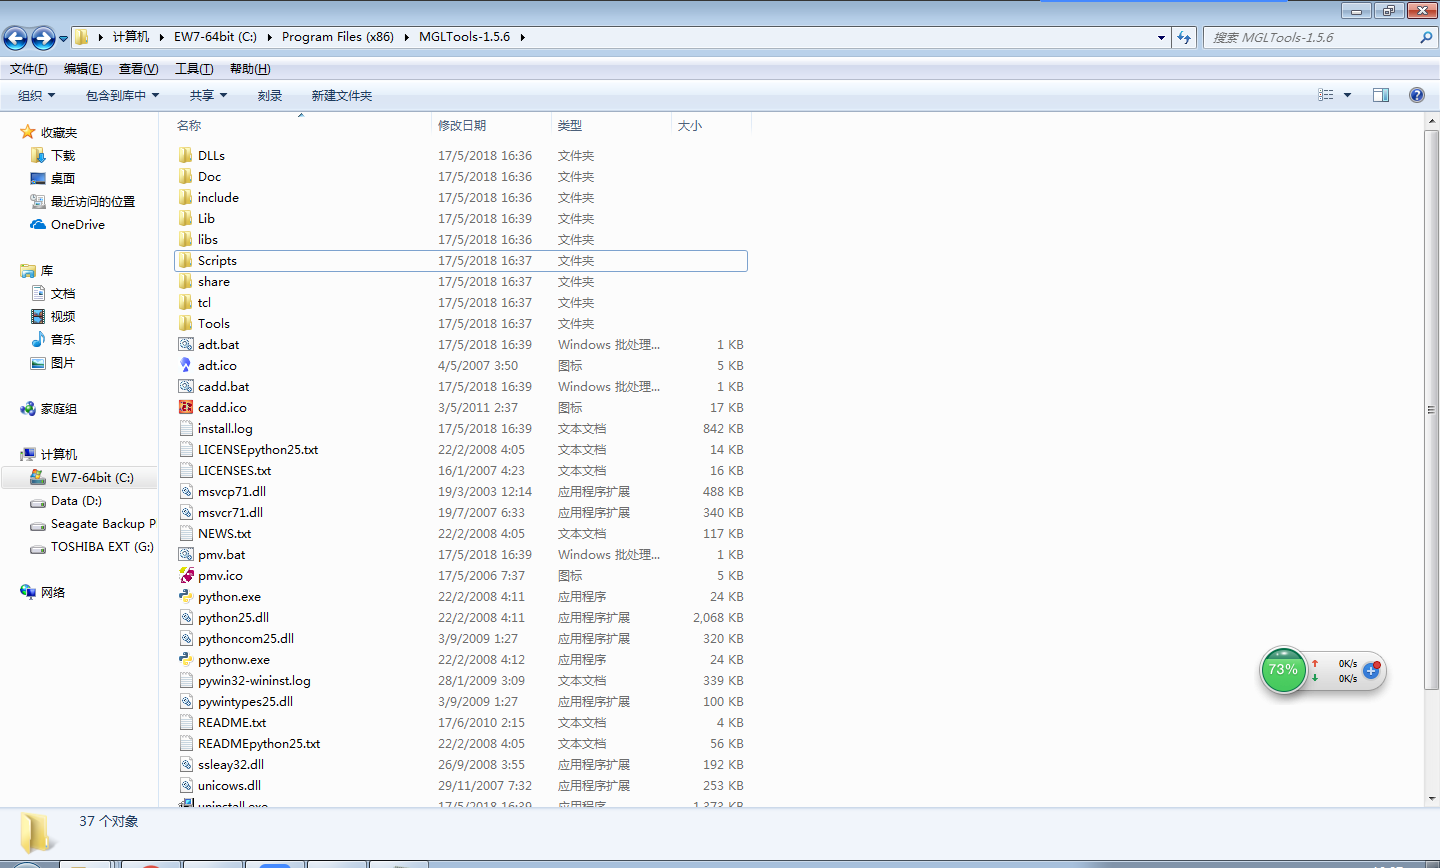 计算机 EW7-64bit (C:) Program Files (x86) MGLTools-1.5.6
搜索 MGLTools-1.5.6
文件(F) 编辑(E) 查看(V) 工具(T) 帮助(H)
组织 包含到库中 共享 刻录 新建文件夹
收藏夹
下载
桌面
最近访问的位置
OneDrive
库
文档
视频
音乐
图片
家庭组
计算机
EW7-64bit (C:)
Data (D:)
Seagate Backup P
TOSHIBA EXT (G:)
网络
名称 修改日期 类型 大小
DLLs 17/5/2018 16:36 文件夹
Doc 17/5/2018 16:36 文件夹
include 17/5/2018 16:36 文件夹
Lib 17/5/2018 16:39 文件夹
libs 17/5/2018 16:36 文件夹
Scripts 17/5/2018 16:37 文件夹
share 17/5/2018 16:37 文件夹
tcl 17/5/2018 16:37 文件夹
Tools 17/5/2018 16:37 文件夹
adt.bat 17/5/2018 16:39 Windows 批处理... 1 KB
adt.ico 4/5/2007 3:50 图标 5 KB
cadd.bat 17/5/2018 16:39 Windows 批处理... 1 KB
cadd.ico 3/5/2011 2:37 图标 17 KB
install.log 17/5/2018 16:39 文本文档 842 KB
LICENSEpython25.txt 22/2/2008 4:05 文本文档 14 KB
LICENSES.txt 16/1/2007 4:23 文本文档 16 KB
msvcp71.dll 19/3/2003 12:14 应用程序扩展 488 KB
msvcr71.dll 19/7/2007 6:33 应用程序扩展 340 KB
NEWS.txt 22/2/2008 4:05 文本文档 117 KB
pmv.bat 17/5/2018 16:39 Windows 批处理... 1 KB
pmv.ico 17/5/2006 7:37 图标 5 KB
python.exe 22/2/2008 4:11 应用程序 24 KB
python25.dll 22/2/2008 4:11 应用程序扩展 2,068 KB
pythoncom25.dll 3/9/2009 1:27 应用程序扩展 320 KB
pythonw.exe 22/2/2008 4:12 应用程序 24 KB
pywin32-wininst.log 28/1/2009 3:09 文本文档 339 KB
pywintypes25.dll 3/9/2009 1:27 应用程序扩展 100 KB
README.txt 17/6/2010 2:15 文本文档 4 KB
READMEpython25.txt 22/2/2008 4:05 文本文档 56 KB
ssleay32.dll 26/9/2008 3:55 应用程序扩展 192 KB
unicows.dll 29/11/2007 7:32 应用程序扩展 253 KB
uninstall.exe 17/5/2018 16:39 应用程序 1,373 KB
73% 0K/s
0K/s
37 个对象